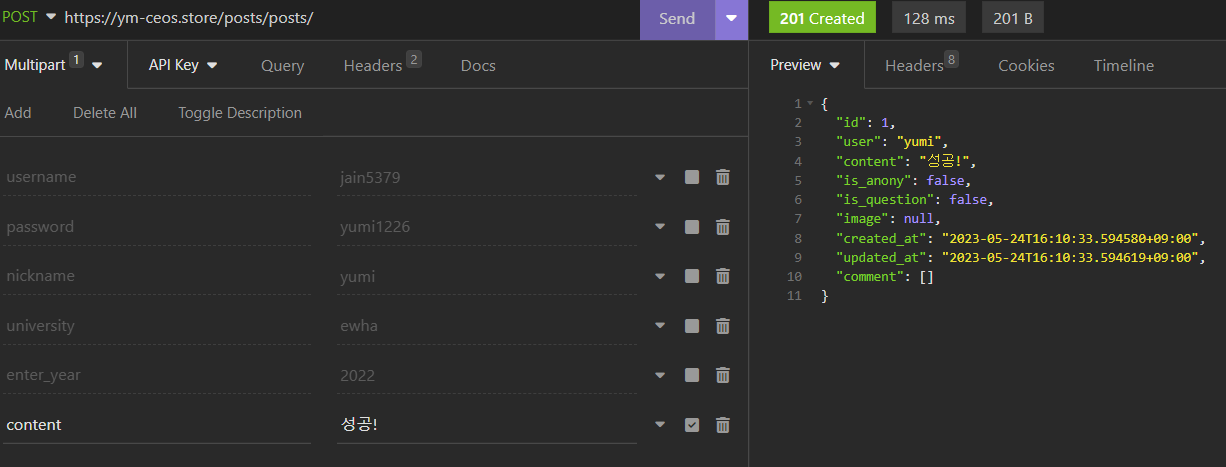 POST https://ym-ceos.store/posts/posts/ Send
201 Created 128 ms 201 B
Multipart 1 API Key Query Headers 2 Docs
Add Delete All Toggle Description
username jain5379
password yumi1226
nickname yumi
university ewha
enter_year 2022
content 성공!
Preview Headers 8 Cookies Timeline
1 {
2 "id": 1,
3 "user": "yumi",
4 "content": "성공!",
5 "is_anony": false,
6 "is_question": false,
7 "image": null,
8 "created_at": "2023-05-24T16:10:33.594580+09:00",
9 "updated_at": "2023-05-24T16:10:33.594619+09:00",
10 "comment": []
11 }